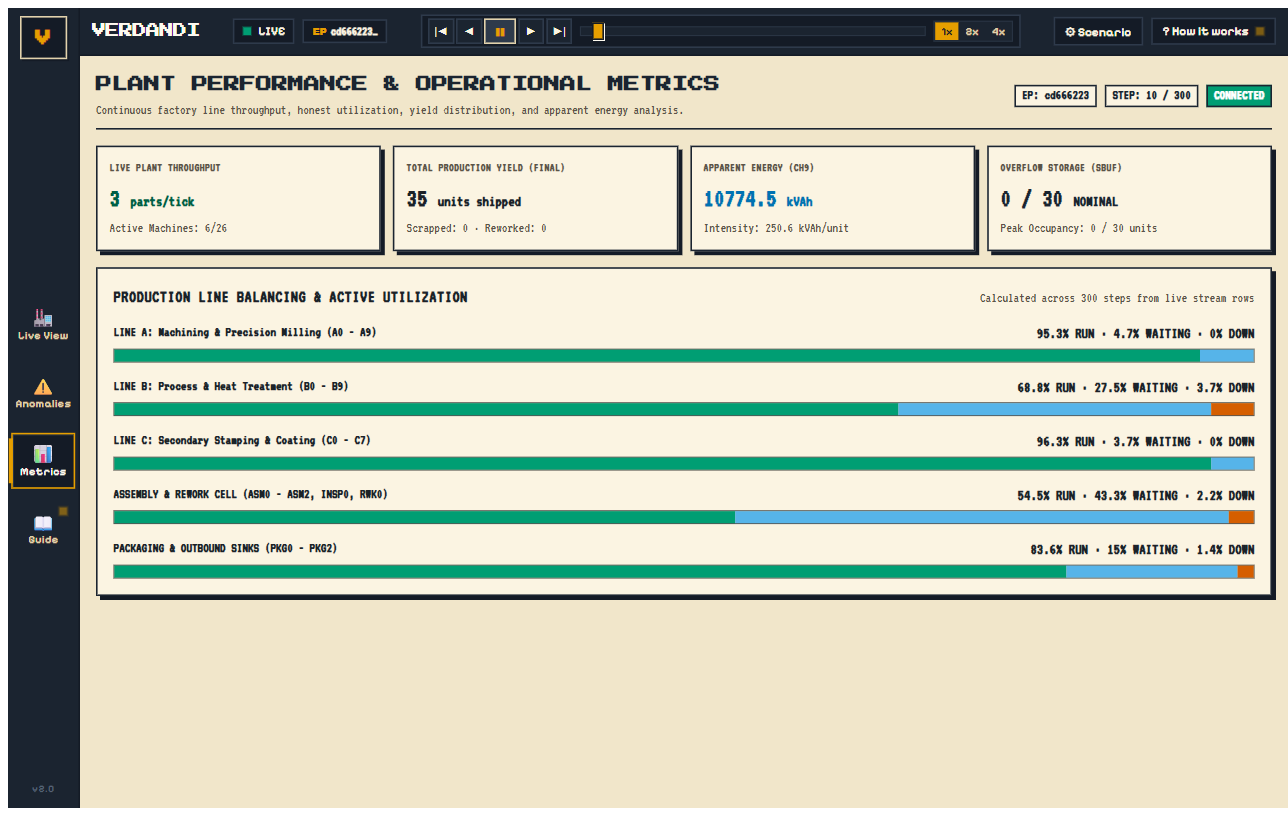 V
VERDANDI
LIVE
EP cd666223…
1x 8x 4x
Scenario
? How it works
PLANT PERFORMANCE & OPERATIONAL METRICS
Continuous factory line throughput, honest utilization, yield distribution, and apparent energy analysis.
EP: cd666223
STEP: 10 / 300
CONNECTED
LIVE PLANT THROUGHPUT
3 parts/tick
Active Machines: 6/26
TOTAL PRODUCTION YIELD (FINAL)
35 units shipped
Scrapped: 0 · Reworked: 0
APPARENT ENERGY (CH9)
10774.5 kVAh
Intensity: 250.6 kVAh/unit
OVERFLOW STORAGE (SBUF)
0 / 30 NOMINAL
Peak Occupancy: 0 / 30 units
PRODUCTION LINE BALANCING & ACTIVE UTILIZATION
Calculated across 300 steps from live stream rows
LINE A: Machining & Precision Milling (A0 - A9)
95.3% RUN · 4.7% WAITING · 0% DOWN
LINE B: Process & Heat Treatment (B0 - B9)
68.8% RUN · 27.5% WAITING · 3.7% DOWN
LINE C: Secondary Stamping & Coating (C0 - C7)
96.3% RUN · 3.7% WAITING · 0% DOWN
ASSEMBLY & REWORK CELL (ASM0 - ASM2, INSP0, RWK0)
54.5% RUN · 43.3% WAITING · 2.2% DOWN
PACKAGING & OUTBOUND SINKS (PKG0 - PKG2)
83.6% RUN · 15% WAITING · 1.4% DOWN
Live View
Anomalies
Metrics
Guide
v8.0